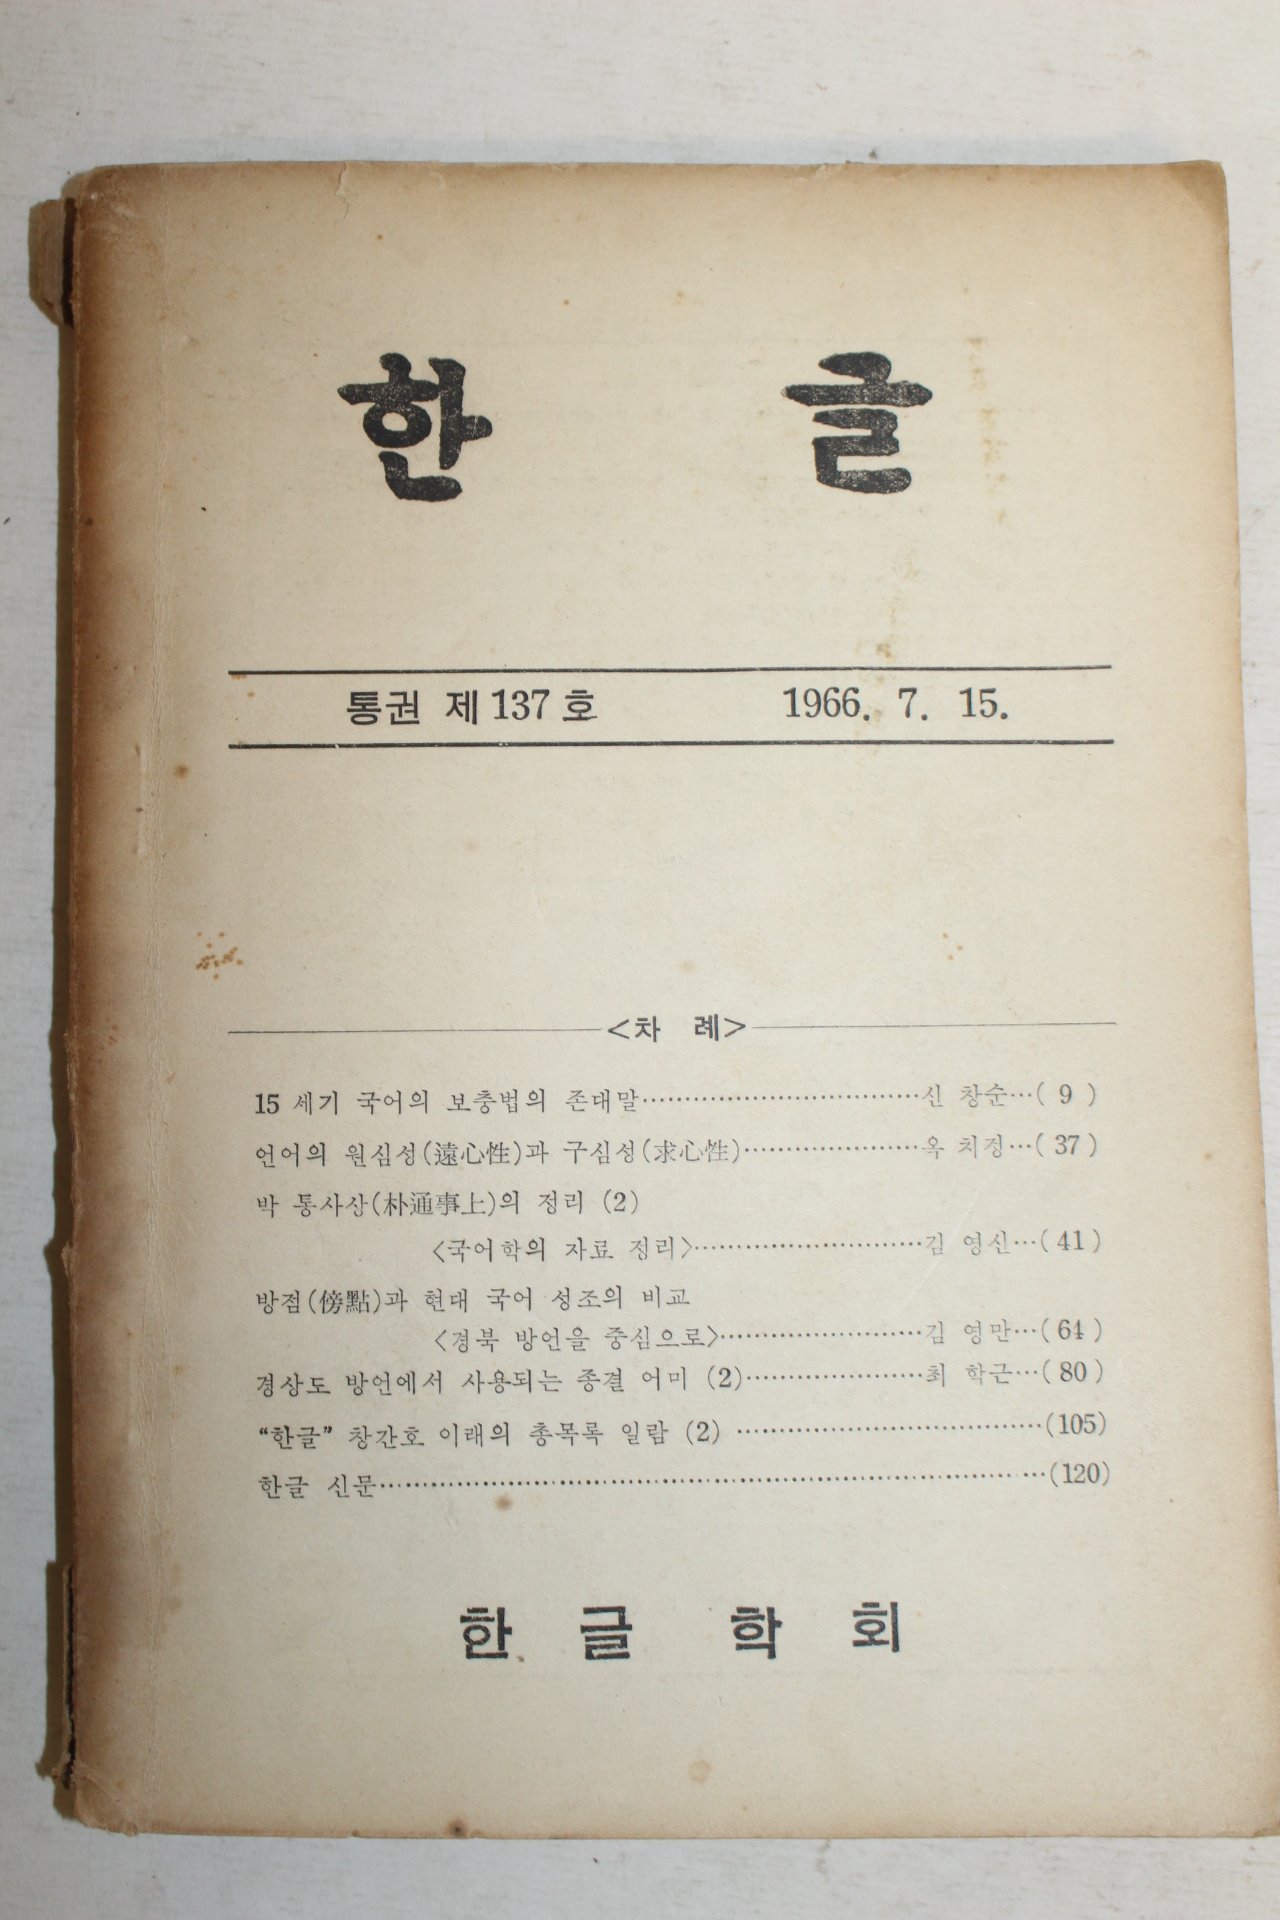 한 글
통권 제 137 호 1966. 7. 15.
<차 례>
15 세기 국어의 보충법의 존대말………………………………신 창순…( 9 )
언어의 원심성(遠心性)과 구심성(求心性)…………………옥 치정…( 37 )
박 통사상(朴通事上)의 정리 (2)
<국어학의 자료 정리>………………………김 영신…( 41 )
방점(傍點)과 현대 국어 성조의 비교
<경북 방언을 중심으로>……………………김 영만…( 64 )
경상도 방언에서 사용되는 종결 어미 (2)…………………최 학근…( 80 )
“한글” 창간호 이래의 총목록 일람 (2) ………………………………(105)
한글 신문……………………………………………………………………(120)
한 글 학 회